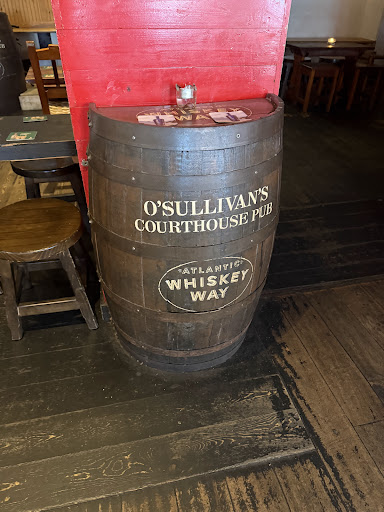 O'SULLIVAN'S
COURTHOUSE PUB
ATLANTIC
WHISKEY
WAY